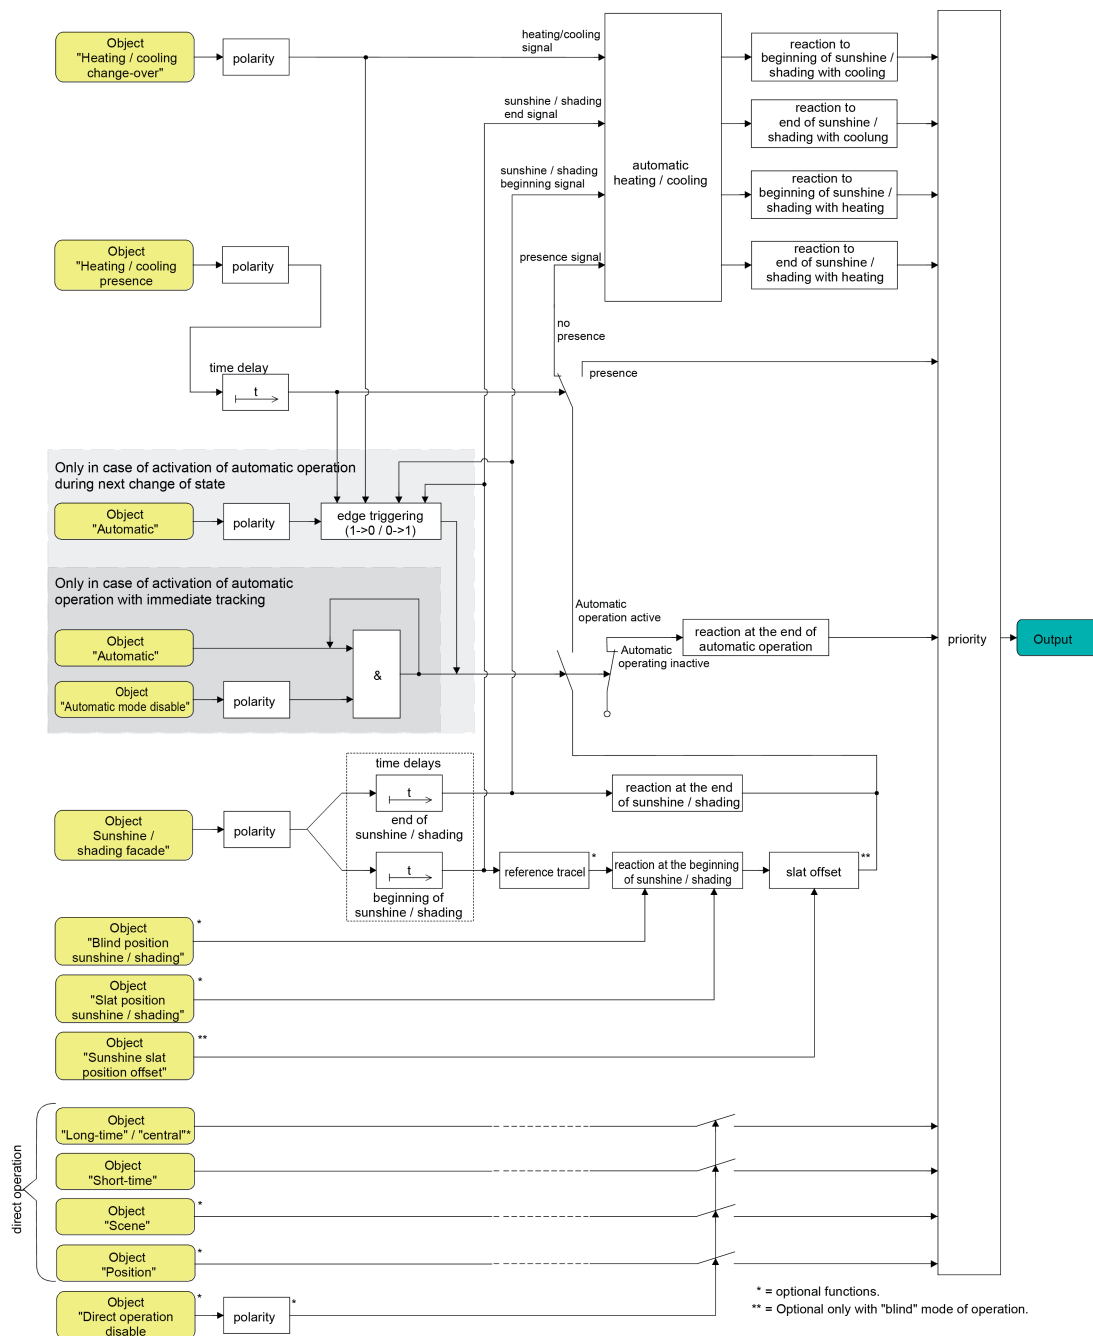 Object
"Heating / cooling
change-over"
polarity
heating/cooling
signal
sunshine / shading
end signal
sunshine / shading
beginning signal
presence signal
automatic
heating / cooling
reaction to
beginning of sunshine /
shading with cooling
reaction to
end of sunshine /
shading with coolung
reaction to
beginning of sunshine /
shading with heating
reaction to
end of sunshine /
shading with heating
Object
"Heating / cooling
presence
polarity
no
presence
presence
time delay
t
Only in case of activation of automatic operation
during next change of state
Object
"Automatic"
polarity
edge triggering
(1->0 / 0->1)
Only in case of activation of automatic
operation with immediate tracking
Object
"Automatic"
Object
"Automatic mode disable"
polarity
&
Automatic
operation active
Automatic
operating inactive
reaction at the end of
automatic operation
priority
Output
time delays
t
end of
sunshine / shading
t
beginning of
sunshine / shading
Object
Sunshine /
shading facade"
polarity
reaction at the end
of sunshine / shading
reference tracel
*
reaction at the beginning
of sunshine / shading
slat offset
**
Object
"Blind position
sunshine / shading"
*
Object
"Slat position
sunshine / shading"
*
Object
"Sunshine slat
position offset"
**
direct operation
Object
"Long-time" / "central"*
Object
"Short-time"
Object
"Scene"
*
Object
"Position"
*
Object
"Direct operation
disable
*
polarity
*
* = optional functions.
** = Optional only with "blind" mode of operation.